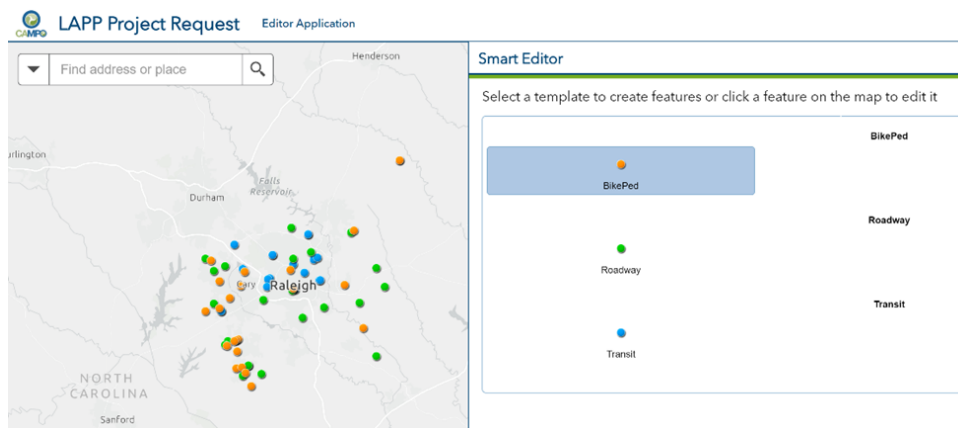 CAMPO
LAPP Project Request
Editor Application
Find address or place
Henderson
urlington
Falls
Reservoir
Durham
Cary
Raleigh
NORTH
CAROLINA
Sanford
Smart Editor
Select a template to create features or click a feature on the map to edit it
BikePed
BikePed
Roadway
Roadway
Transit
Transit